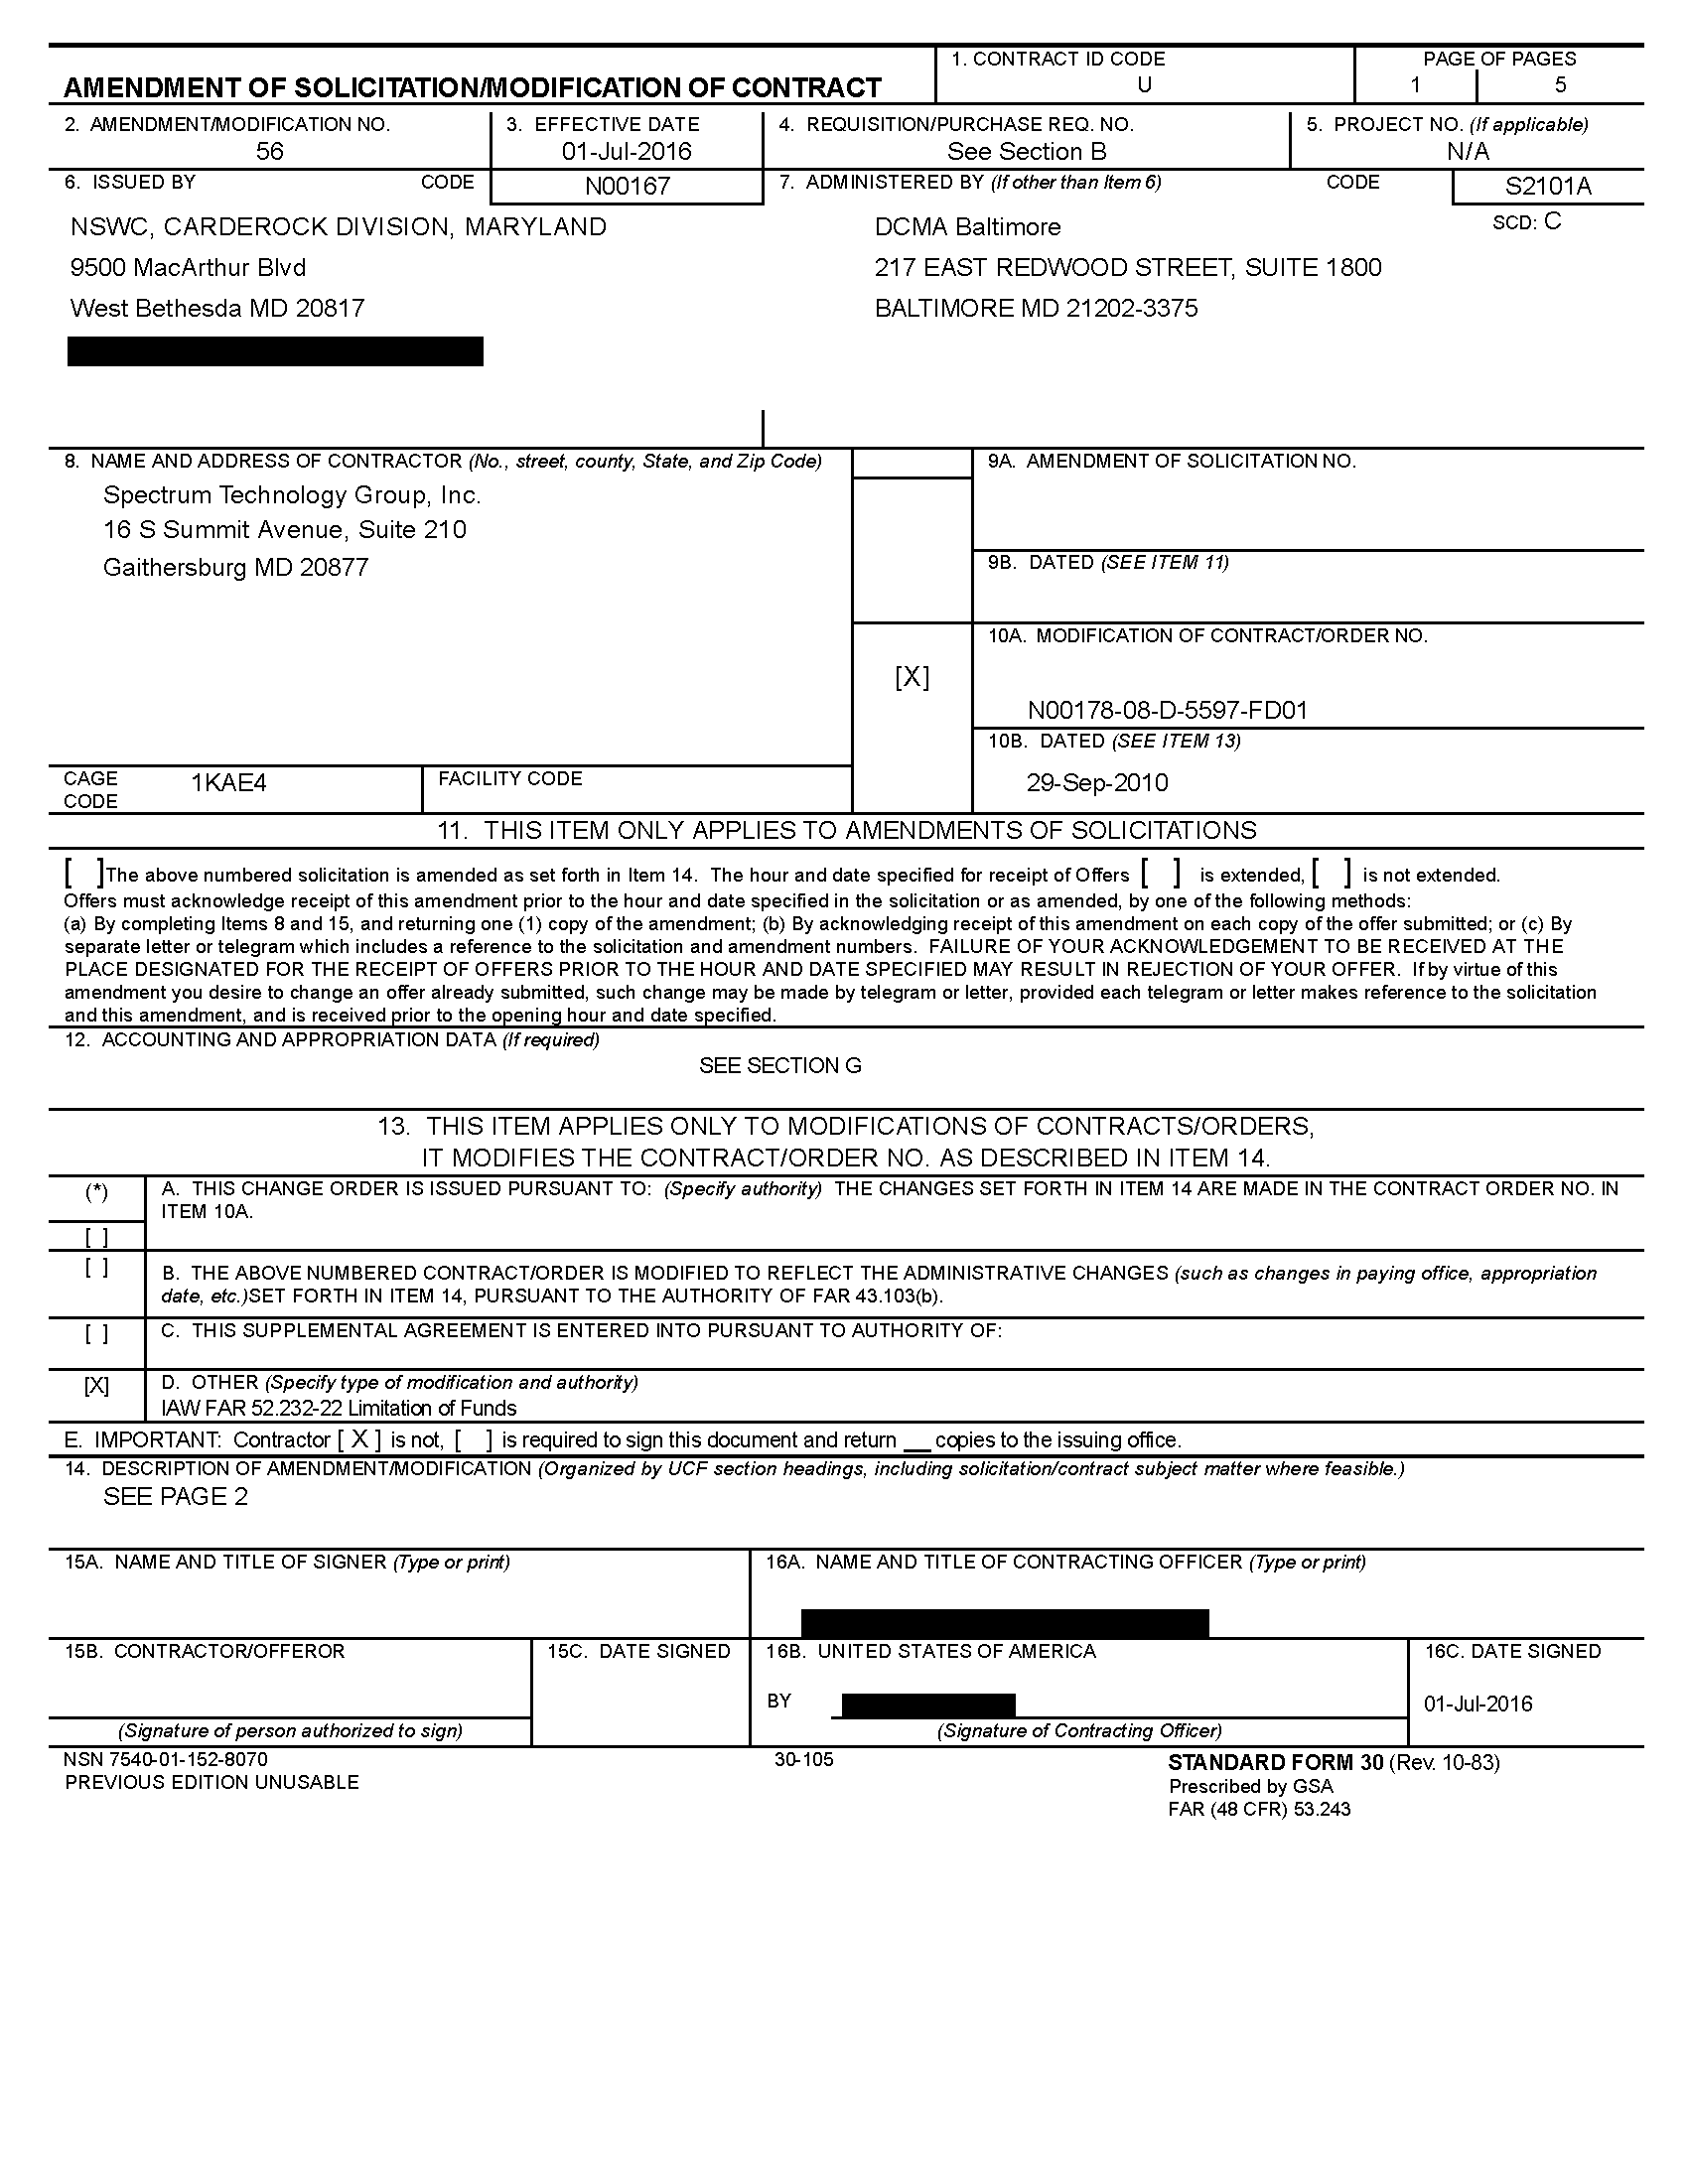 AMENDMENT OF SOLICITATION/MODIFICATION OF CONTRACT
1. CONTRACT ID CODE
U
PAGE OF PAGES
1
5
2. AMENDMENT/MODIFICATION NO.
56
3. EFFECTIVE DATE
01-Jul-2016
4. REQUISITION/PURCHASE REQ. NO.
See Section B
5. PROJECT NO. (If applicable)
N/A
6. ISSUED BY
CODE
N00167
7. ADMINISTERED BY (If other than Item 6)
CODE
S2101A
NSWC, CARDEROCK DIVISION, MARYLAND
9500 MacArthur Blvd
West Bethesda MD 20817
DCMA Baltimore
217 EAST REDWOOD STREET, SUITE 1800
BALTIMORE MD 21202-3375
SCD: C
8. NAME AND ADDRESS OF CONTRACTOR (No., street, county, State, and Zip Code)
Spectrum Technology Group, Inc.
16 S Summit Avenue, Suite 210
Gaithersburg MD 20877
9A. AMENDMENT OF SOLICITATION NO.
9B. DATED (SEE ITEM 11)
[X]
10A. MODIFICATION OF CONTRACT/ORDER NO.
N00178-08-D-5597-FD01
10B. DATED (SEE ITEM 13)
29-Sep-2010
CAGE
CODE
1KAE4
FACILITY CODE
11. THIS ITEM ONLY APPLIES TO AMENDMENTS OF SOLICITATIONS
[ ]The above numbered solicitation is amended as set forth in Item 14. The hour and date specified for receipt of Offers [ ] is extended, [ ] is not extended.
Offers must acknowledge receipt of this amendment prior to the hour and date specified in the solicitation or as amended, by one of the following methods:
(a) By completing Items 8 and 15, and returning one (1) copy of the amendment; (b) By acknowledging receipt of this amendment on each copy of the offer submitted; or (c) By
separate letter or telegram which includes a reference to the solicitation and amendment numbers. FAILURE OF YOUR ACKNOWLEDGEMENT TO BE RECEIVED AT THE
PLACE DESIGNATED FOR THE RECEIPT OF OFFERS PRIOR TO THE HOUR AND DATE SPECIFIED MAY RESULT IN REJECTION OF YOUR OFFER. If by virtue of this
amendment you desire to change an offer already submitted, such change may be made by telegram or letter, provided each telegram or letter makes reference to the solicitation
and this amendment, and is received prior to the opening hour and date specified.
12. ACCOUNTING AND APPROPRIATION DATA (If required)
SEE SECTION G
13. THIS ITEM APPLIES ONLY TO MODIFICATIONS OF CONTRACTS/ORDERS,
IT MODIFIES THE CONTRACT/ORDER NO. AS DESCRIBED IN ITEM 14.
(*)
A. THIS CHANGE ORDER IS ISSUED PURSUANT TO: (Specify authority) THE CHANGES SET FORTH IN ITEM 14 ARE MADE IN THE CONTRACT ORDER NO. IN
ITEM 10A.
[ ]
[ ]
B. THE ABOVE NUMBERED CONTRACT/ORDER IS MODIFIED TO REFLECT THE ADMINISTRATIVE CHANGES (such as changes in paying office, appropriation
date, etc.)SET FORTH IN ITEM 14, PURSUANT TO THE AUTHORITY OF FAR 43.103(b).
[ ]
C. THIS SUPPLEMENTAL AGREEMENT IS ENTERED INTO PURSUANT TO AUTHORITY OF:
[X]
D. OTHER (Specify type of modification and authority)
IAW FAR 52.232-22 Limitation of Funds
E. IMPORTANT: Contractor [ X ] is not, [ ] is required to sign this document and return __ copies to the issuing office.
14. DESCRIPTION OF AMENDMENT/MODIFICATION (Organized by UCF section headings, including solicitation/contract subject matter where feasible.)
SEE PAGE 2
15A. NAME AND TITLE OF SIGNER (Type or print)
16A. NAME AND TITLE OF CONTRACTING OFFICER (Type or print)
15B. CONTRACTOR/OFFEROR
15C. DATE SIGNED
16B. UNITED STATES OF AMERICA
16C. DATE SIGNED
BY
01-Jul-2016
(Signature of person authorized to sign)
(Signature of Contracting Officer)
NSN 7540-01-152-8070
PREVIOUS EDITION UNUSABLE
30-105
STANDARD FORM 30 (Rev. 10-83)
Prescribed by GSA
FAR (48 CFR) 53.243